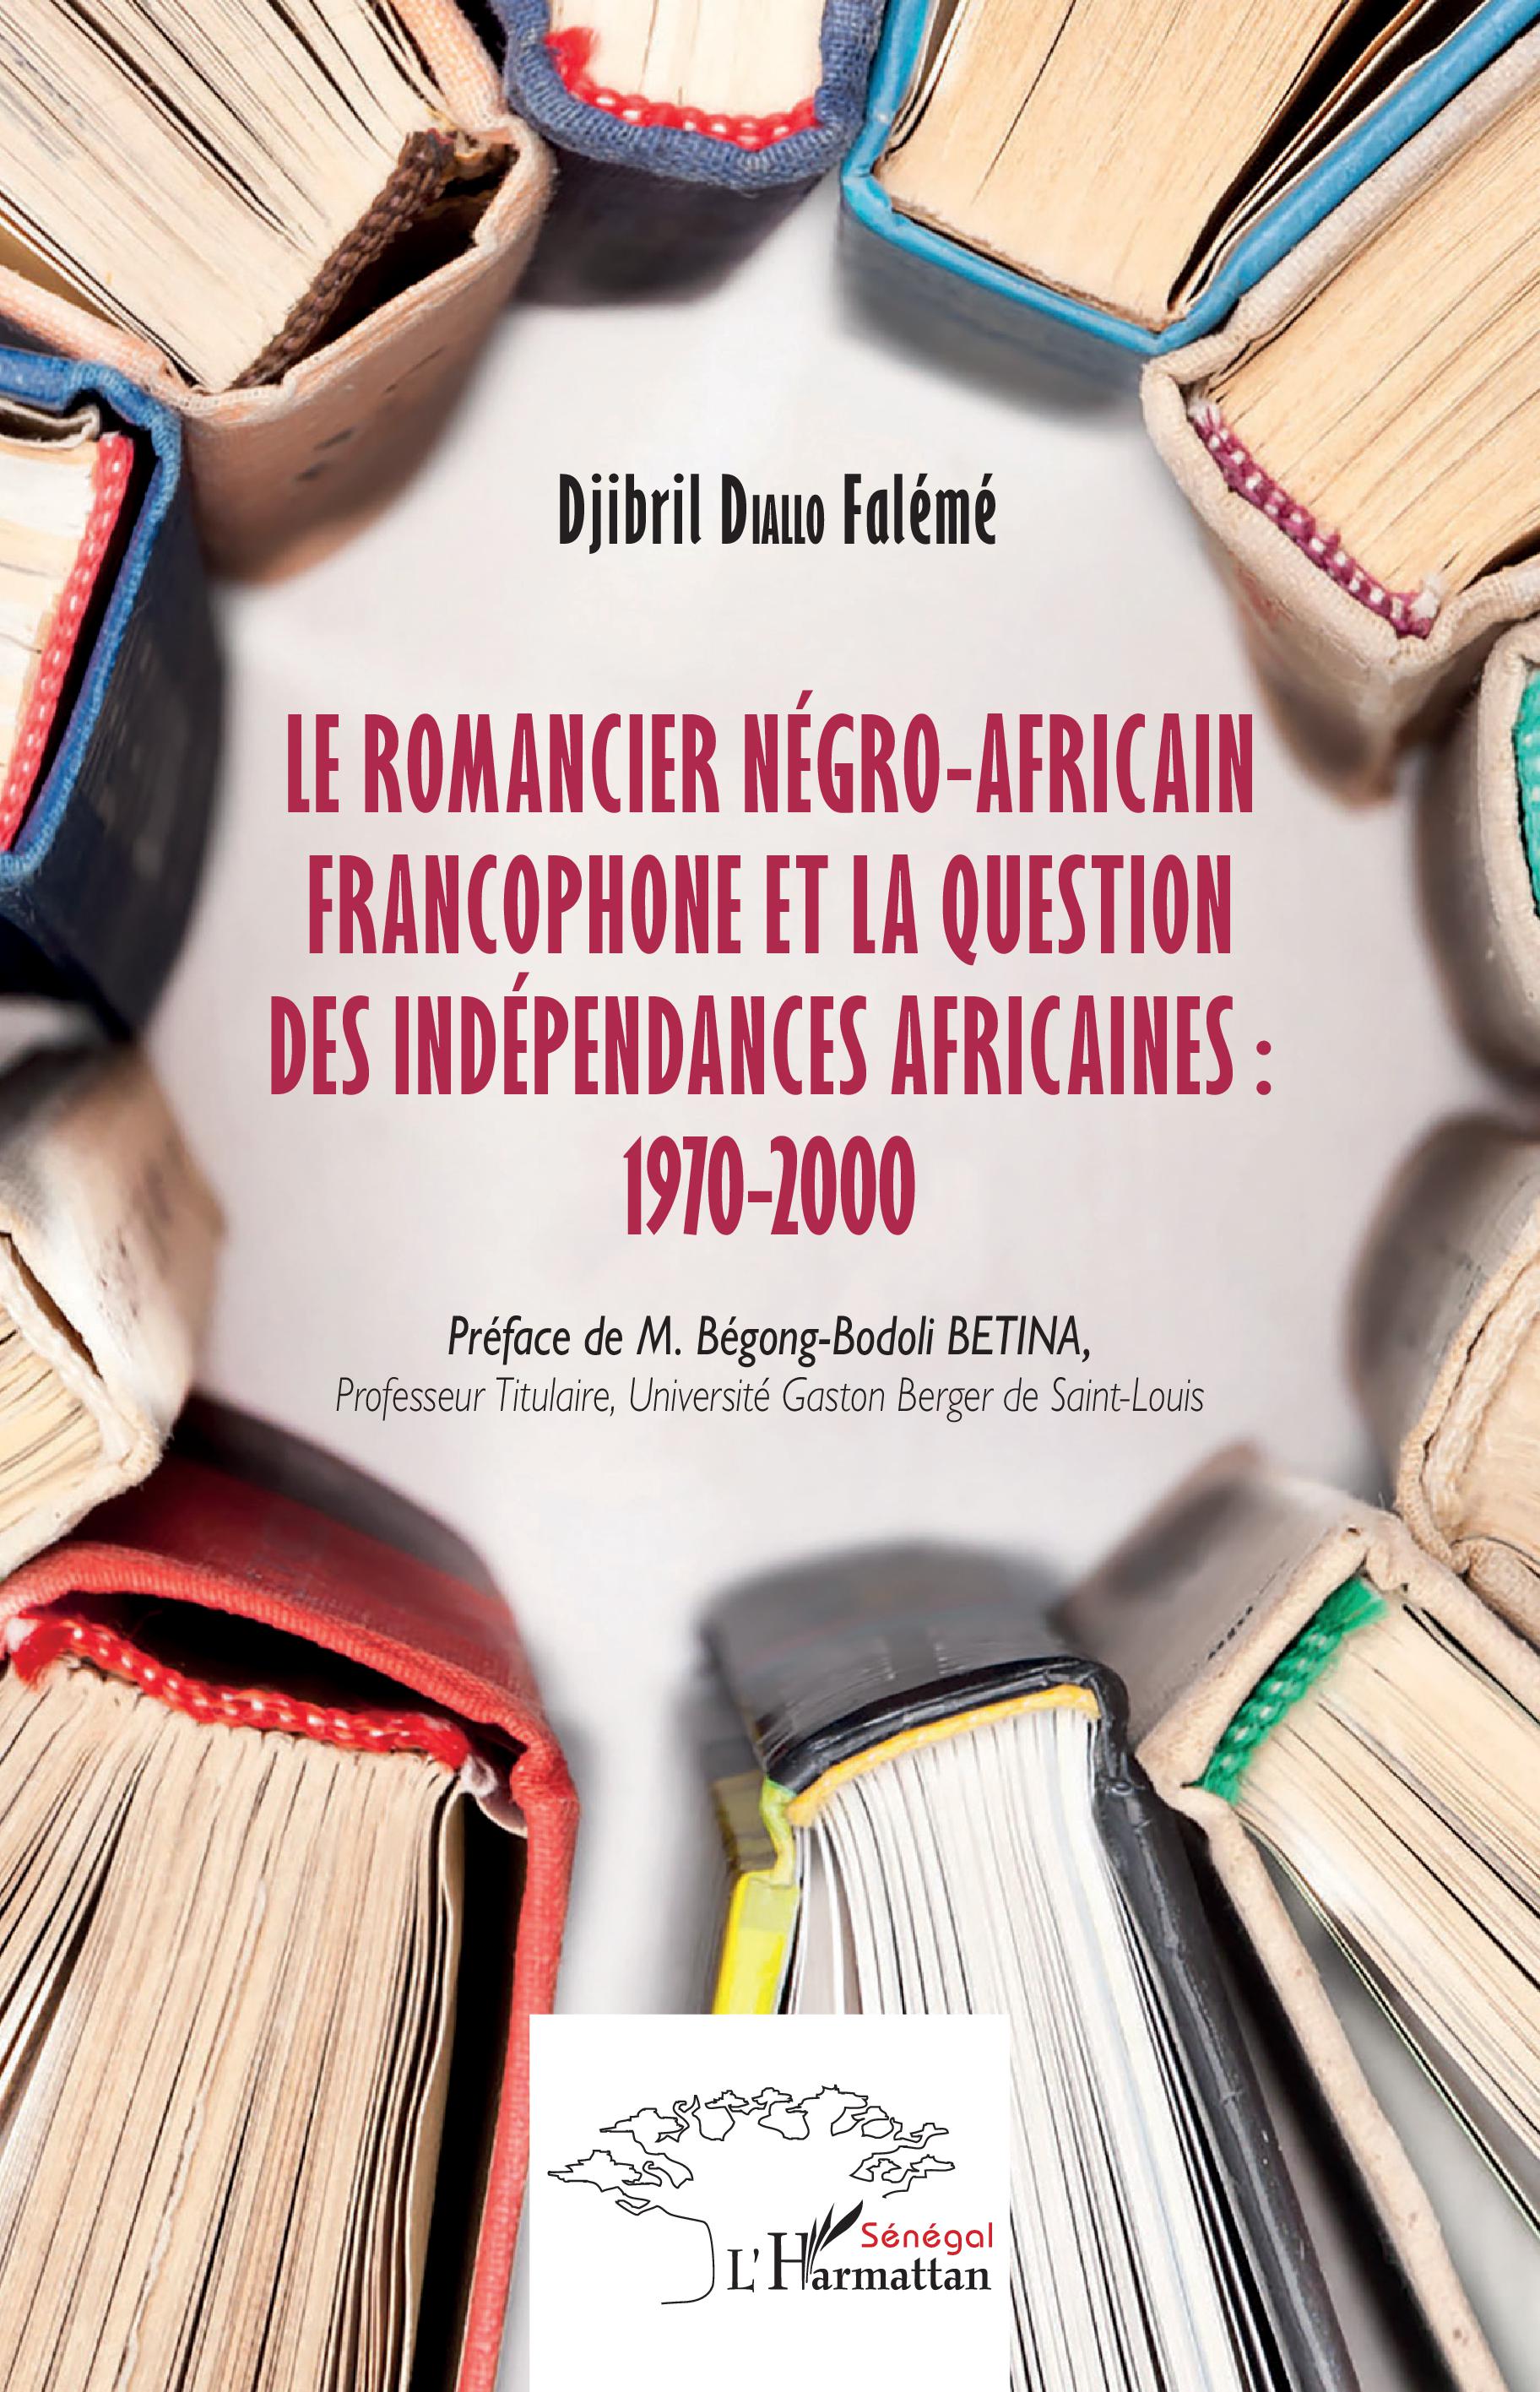 Djibril Diallo Falémé
LE ROMANCIER NÉGRO-AFRICAIN
FRANCOPHONE ET LA QUESTION
DES INDÉPENDANCES AFRICAINES :
1970-2000
Préface de M. Bégong-Bodoli BETINA,
Professeur Titulaire, Université Gaston Berger de Saint-Louis
Sénégal
L'Harmattan